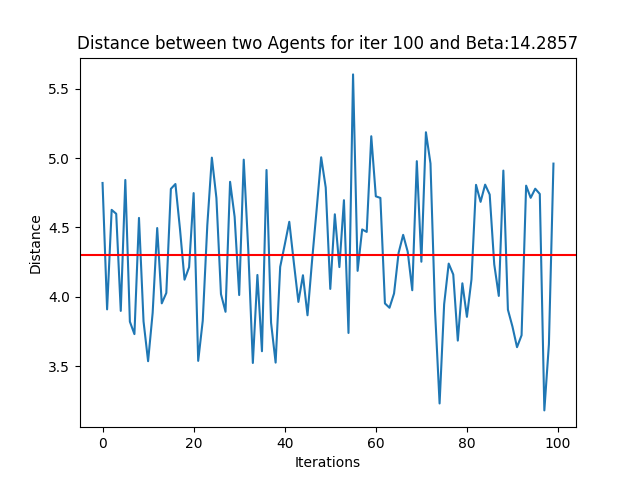 Distance between two Agents for iter 100 and Beta:14.2857
5.5
5.0
4.5
4.0
3.5
Distance
0 20 40 60 80 100
Iterations